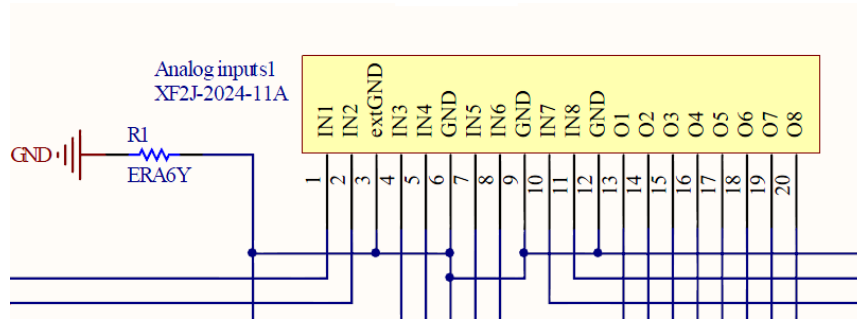 Analog inputs1
XF2J-2024-11A
IN1
IN2
extGND
IN3
IN4
GND
IN5
IN6
GND
IN7
IN8
GND
O1
O2
O3
O4
O5
O6
O7
O8
R1
GND
ERA6Y
1
2
3
4
5
6
7
8
9
10
11
12
13
14
15
16
17
18
19
20